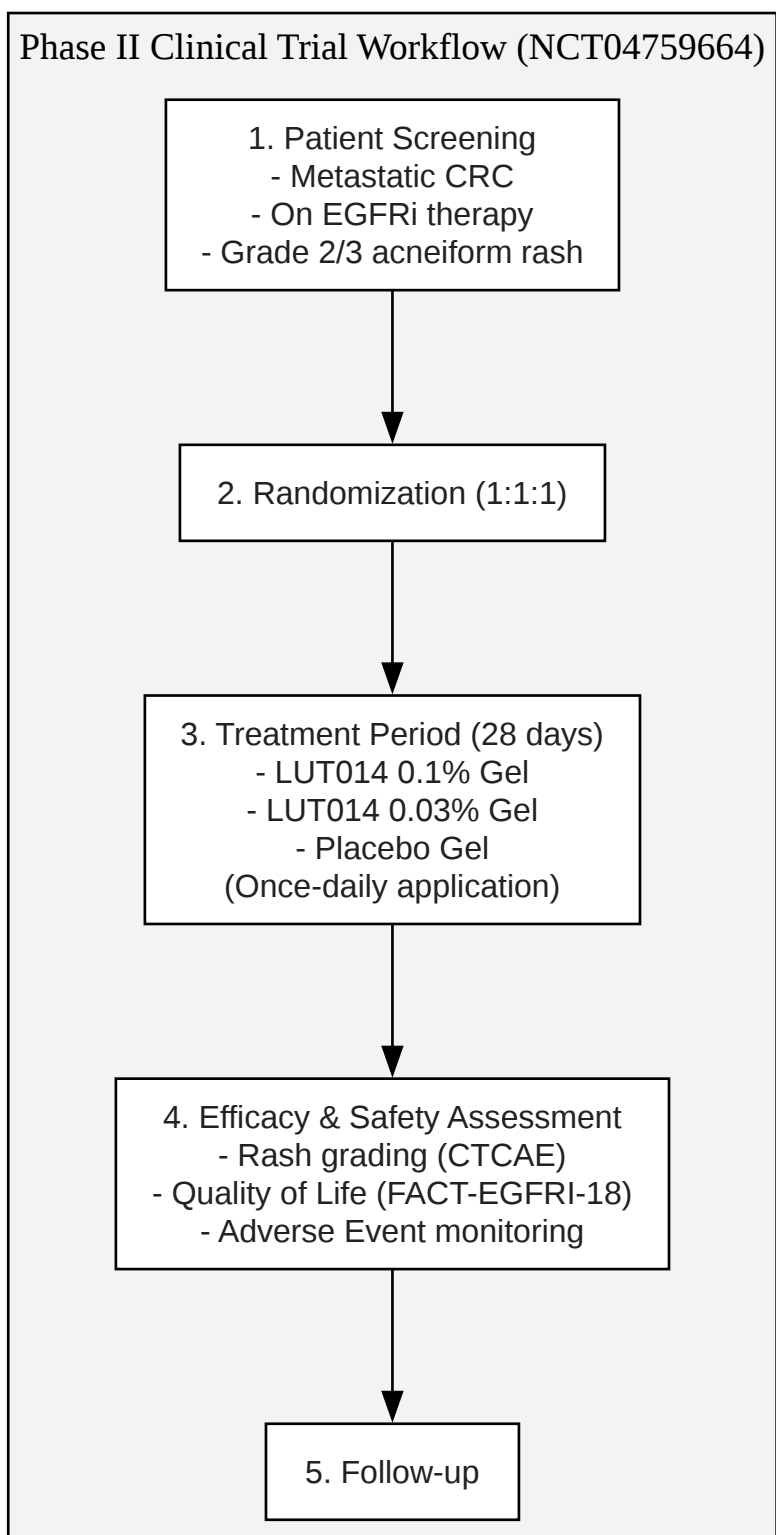 Phase II Clinical Trial Workflow (NCT04759664)
1. Patient Screening
- Metastatic CRC
- On EGFRi therapy
- Grade 2/3 acneiform rash
2. Randomization (1:1:1)
3. Treatment Period (28 days)
- LUT014 0.1% Gel
- LUT014 0.03% Gel
- Placebo Gel
(Once-daily application)
4. Efficacy & Safety Assessment
- Rash grading (CTCAE)
- Quality of Life (FACT-EGFRI-18)
- Adverse Event monitoring
5. Follow-up